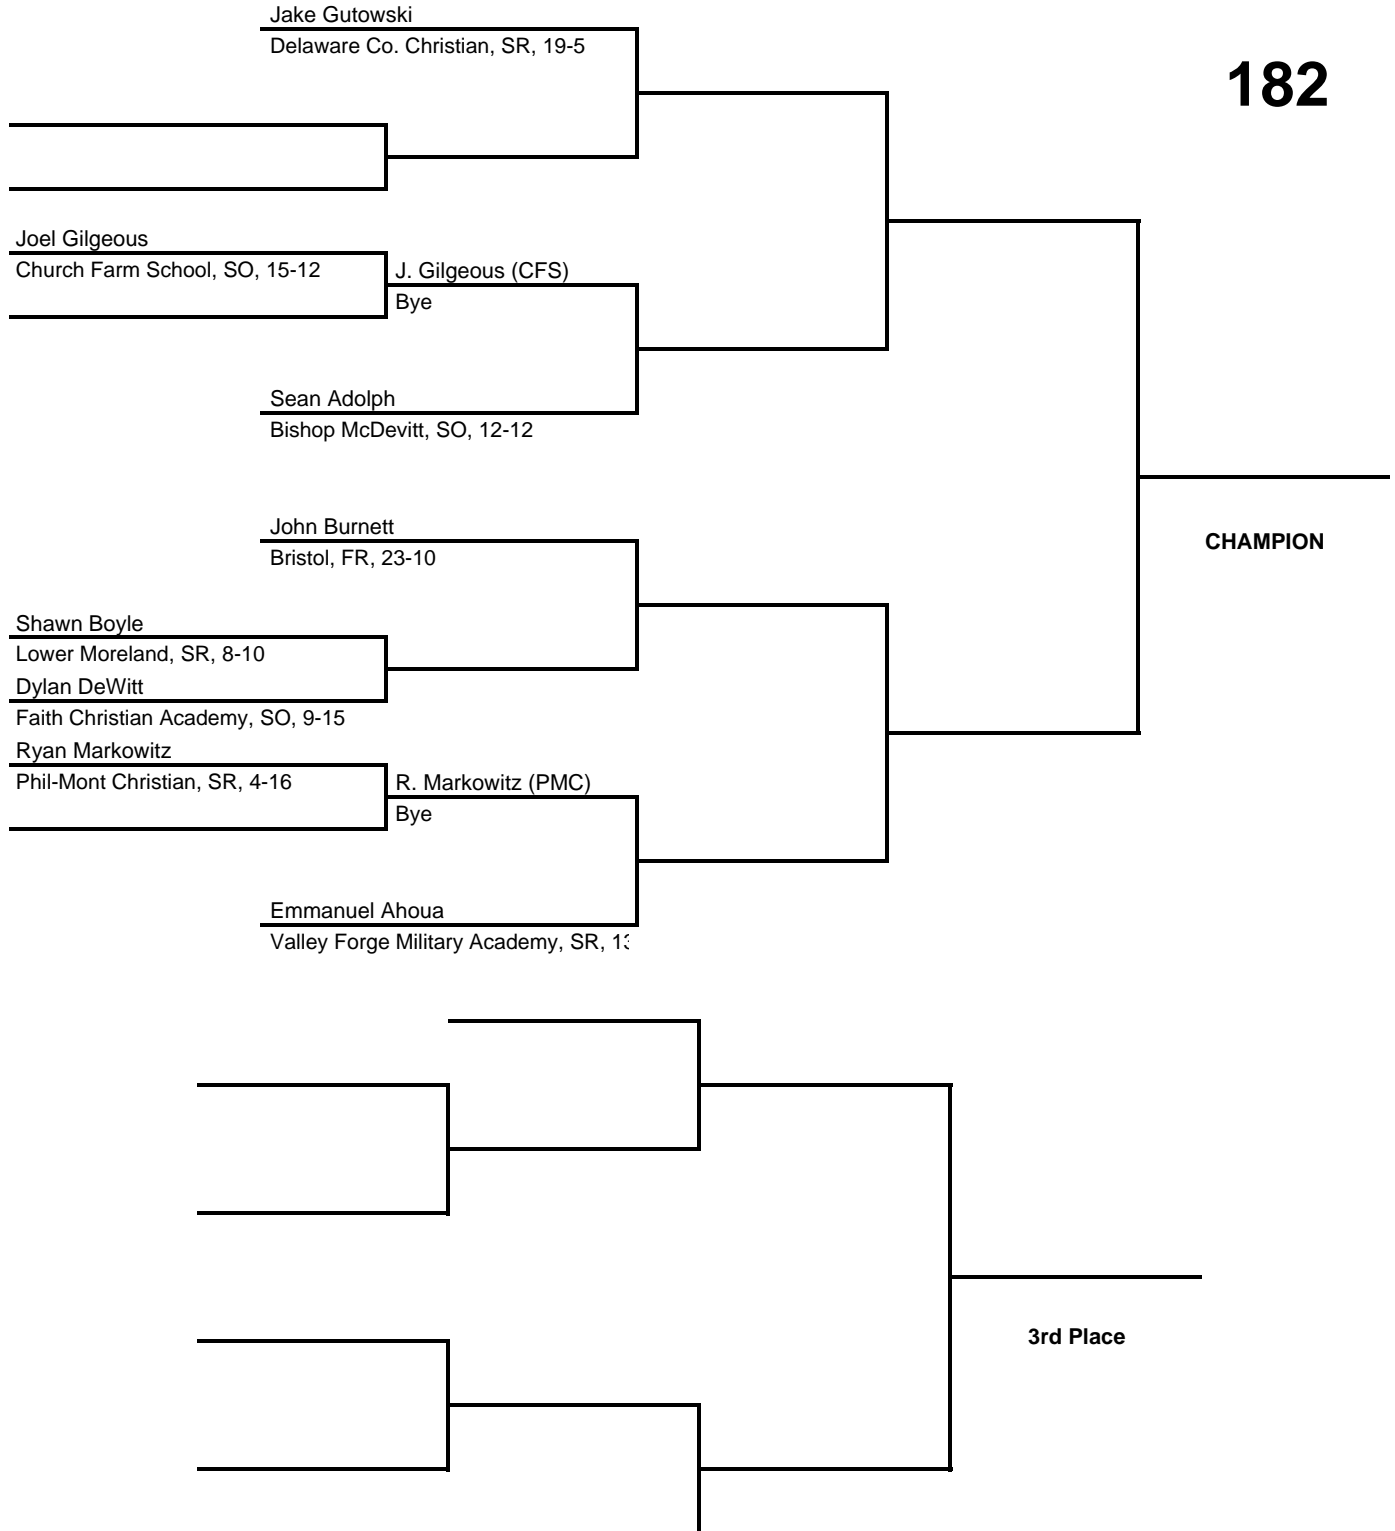 Jake Gutowski
Delaware Co. Christian, SR, 19-5
182
Joel Gilgeous
Church Farm School, SO, 15-12
J. Gilgeous (CFS)
Bye
Sean Adolph
Bishop McDevitt, SO, 12-12
John Burnett
Bristol, FR, 23-10
CHAMPION
Shawn Boyle
Lower Moreland, SR, 8-10
Dylan DeWitt
Faith Christian Academy, SO, 9-15
Ryan Markowitz
Phil-Mont Christian, SR, 4-16
R. Markowitz (PMC)
Bye
Emmanuel Ahoua
Valley Forge Military Academy, SR,
3rd Place